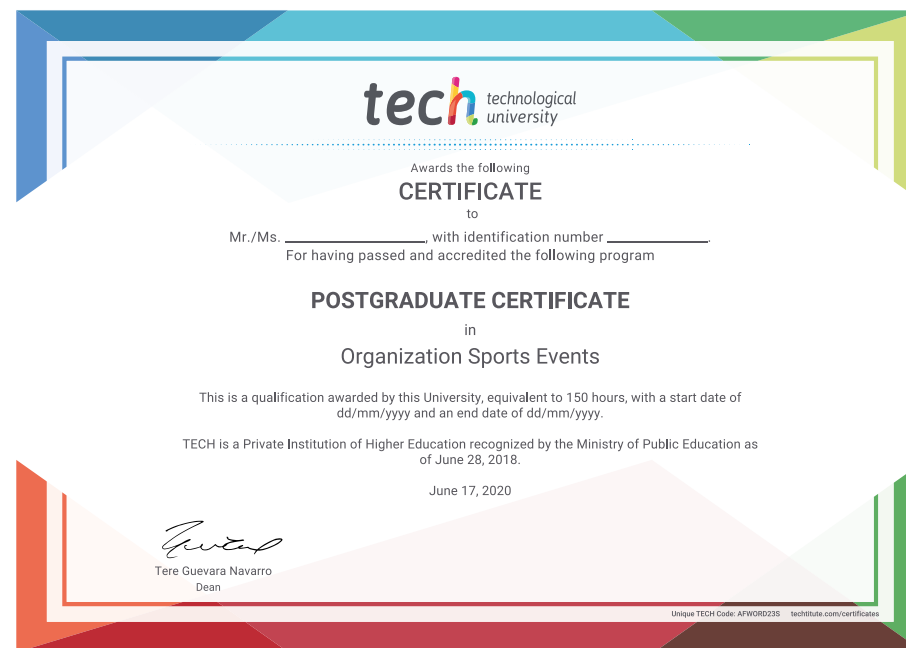 tech technological
university
Awards the following
CERTIFICATE
to
Mr./Ms. ____________________, with identification number ______________.
For having passed and accredited the following program
POSTGRADUATE CERTIFICATE
in
Organization Sports Events
This is a qualification awarded by this University, equivalent to 150 hours, with a start date of
dd/mm/yyyy and an end date of dd/mm/yyyy.
TECH is a Private Institution of Higher Education recognized by the Ministry of Public Education as
of June 28, 2018.
June 17, 2020
Tere Guevara Navarro
Dean
Unique TECH Code: AFWORD23S techtitute.com/certificates